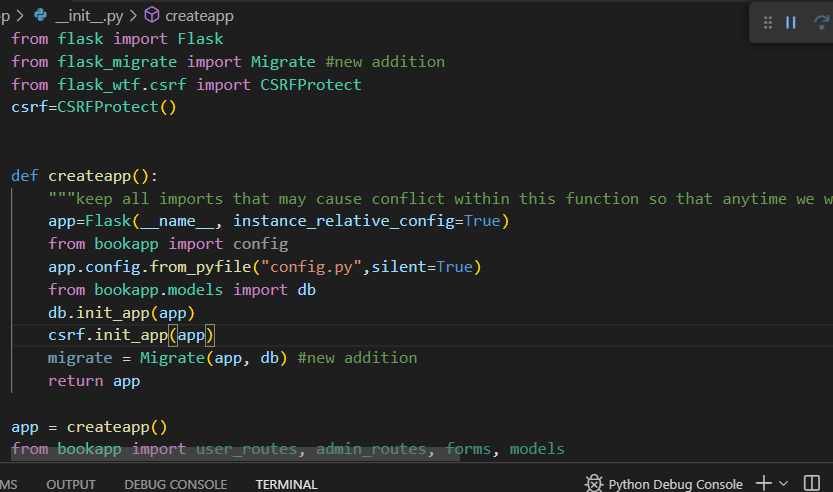 p > __init__.py > createapp
from flask import Flask
from flask_migrate import Migrate #new addition
from flask_wtf.csrf import CSRFProtect
csrf=CSRFProtect()
def createapp():
"""keep all imports that may cause conflict within this function so that anytime we w
app=Flask(__name__, instance_relative_config=True)
from bookapp import config
app.config.from_pyfile("config.py",silent=True)
from bookapp.models import db
db.init_app(app)
csrf.init_app(app)
migrate = Migrate(app, db) #new addition
return app
app = createapp()
from bookapp import user_routes, admin_routes, forms, models
MS OUTPUT DEBUG CONSOLE TERMINAL Python Debug Console